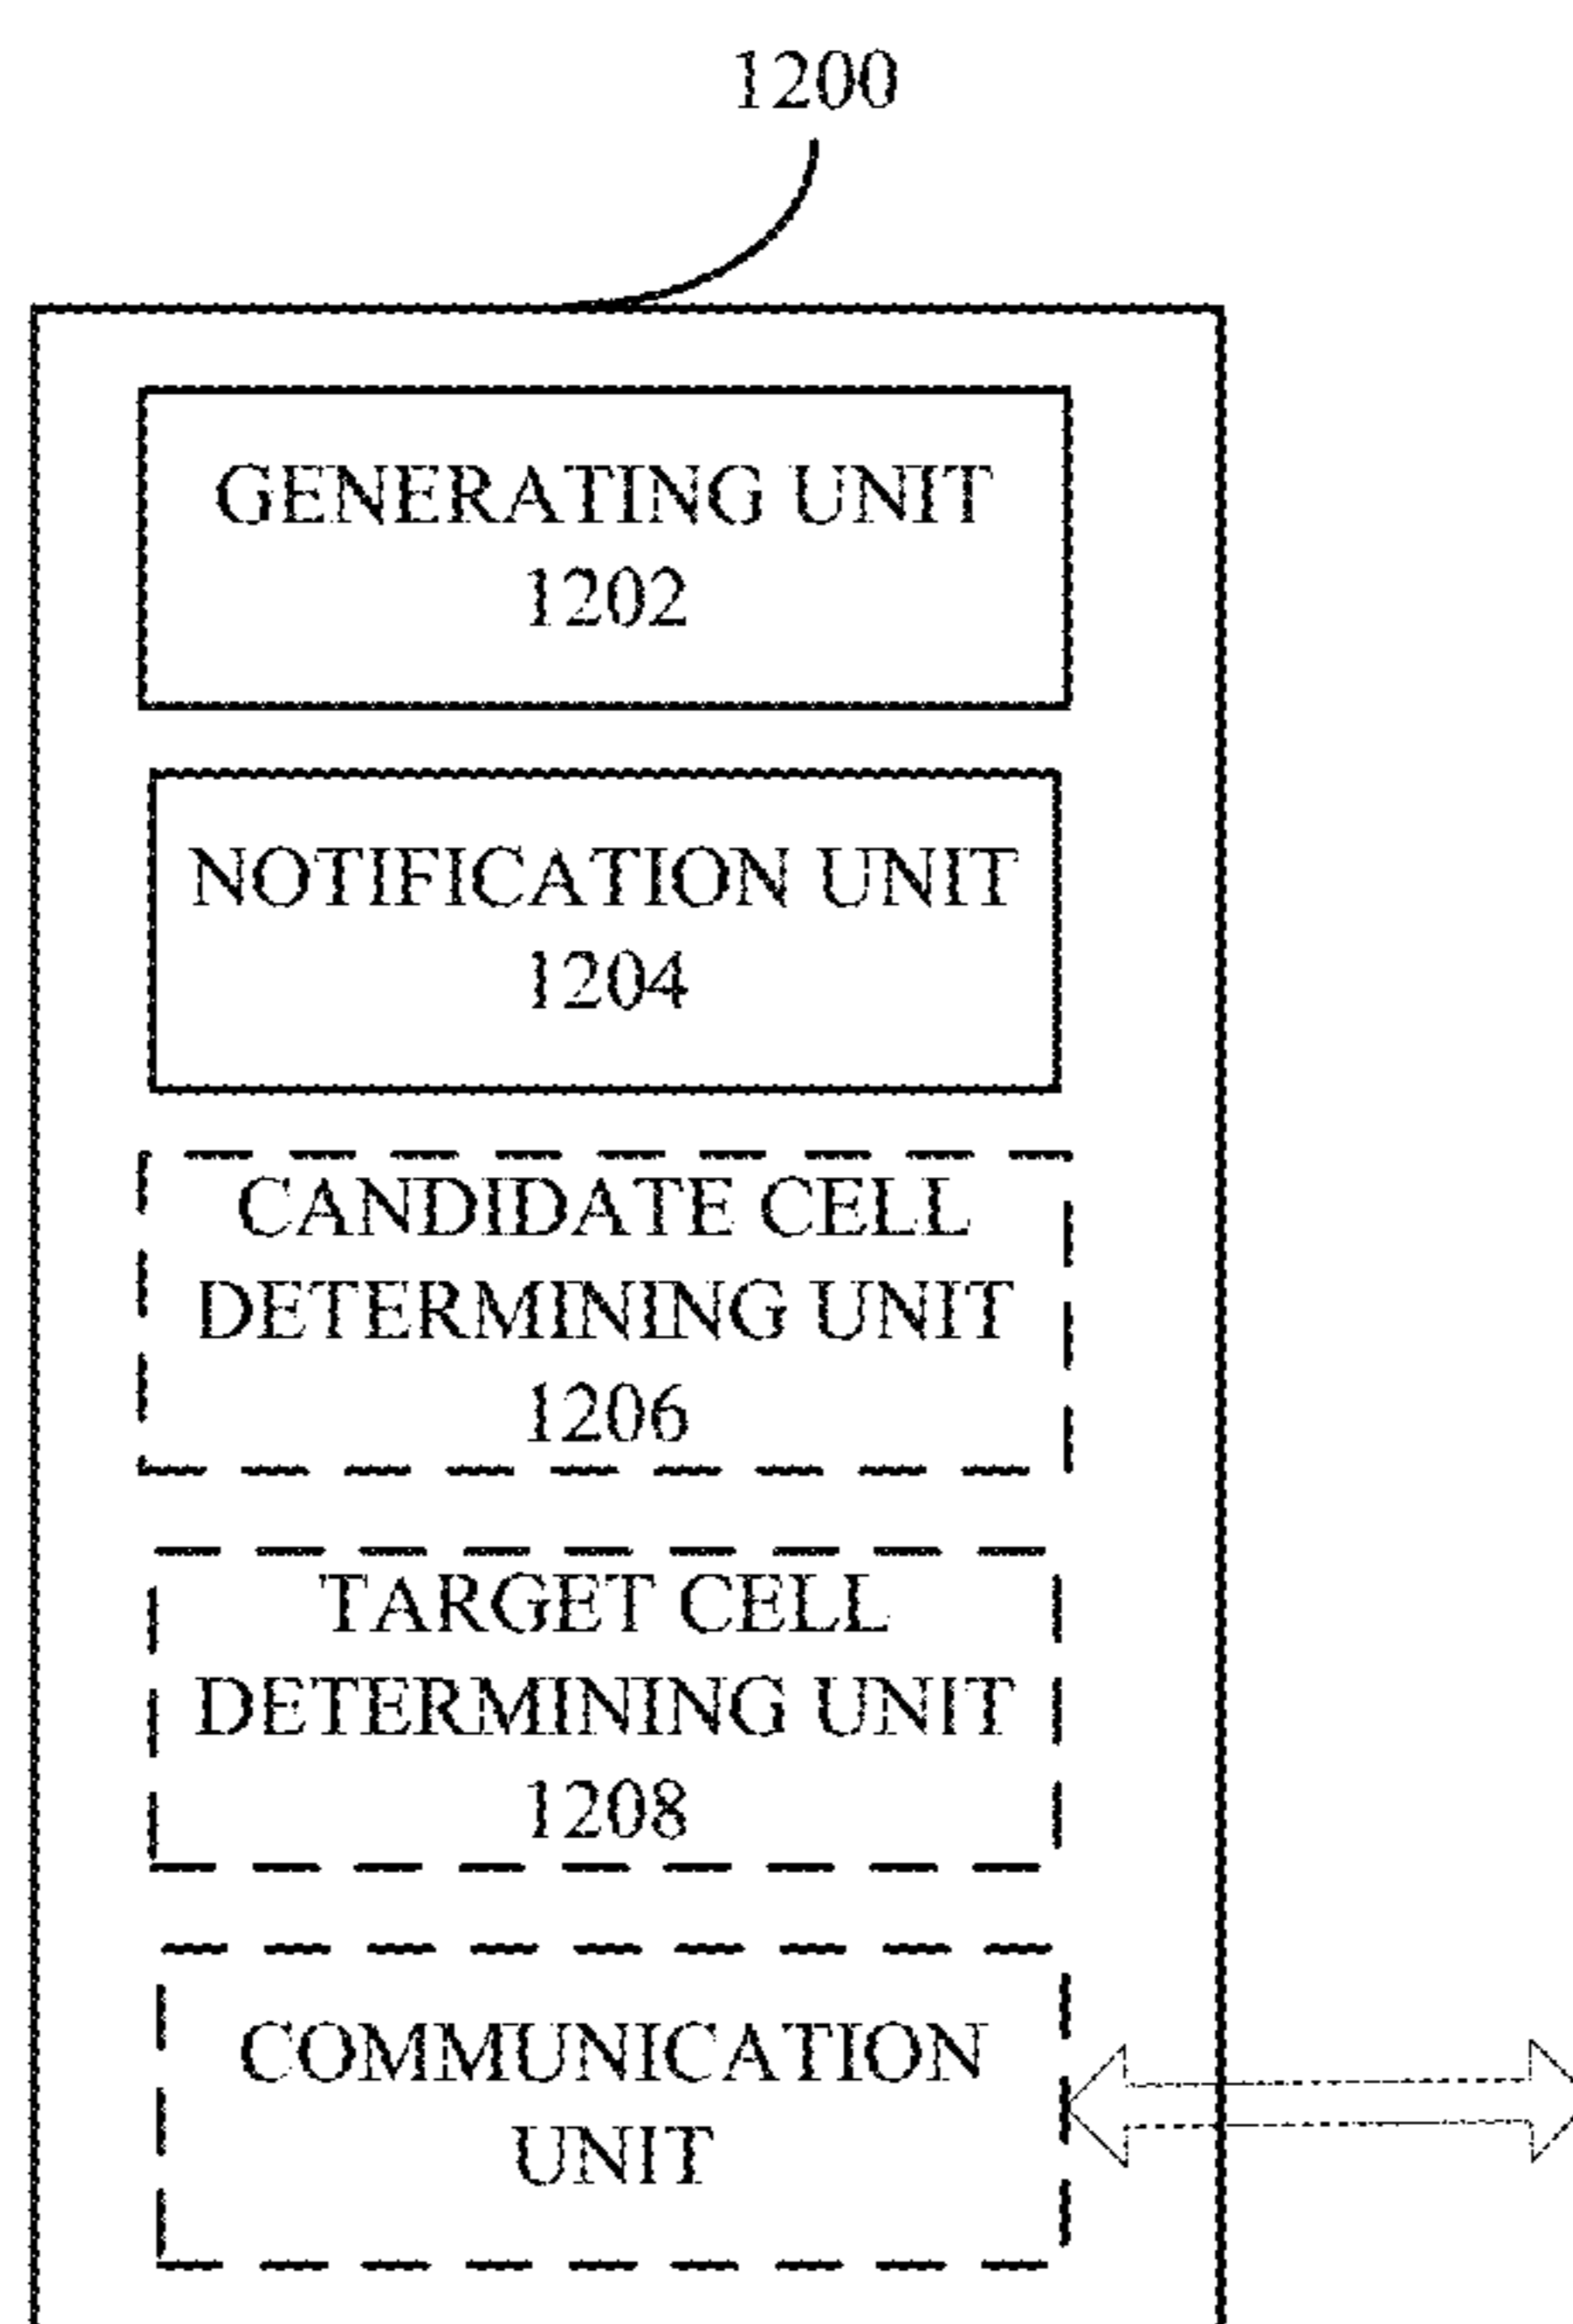 1200
GENERATING UNIT
1202
NOTIFICATION UNIT
1204
CANDIDATE CELL
DETERMINING UNIT
1206
TARGET CELL
DETERMINING UNIT
1208
COMMUNICATION
UNIT